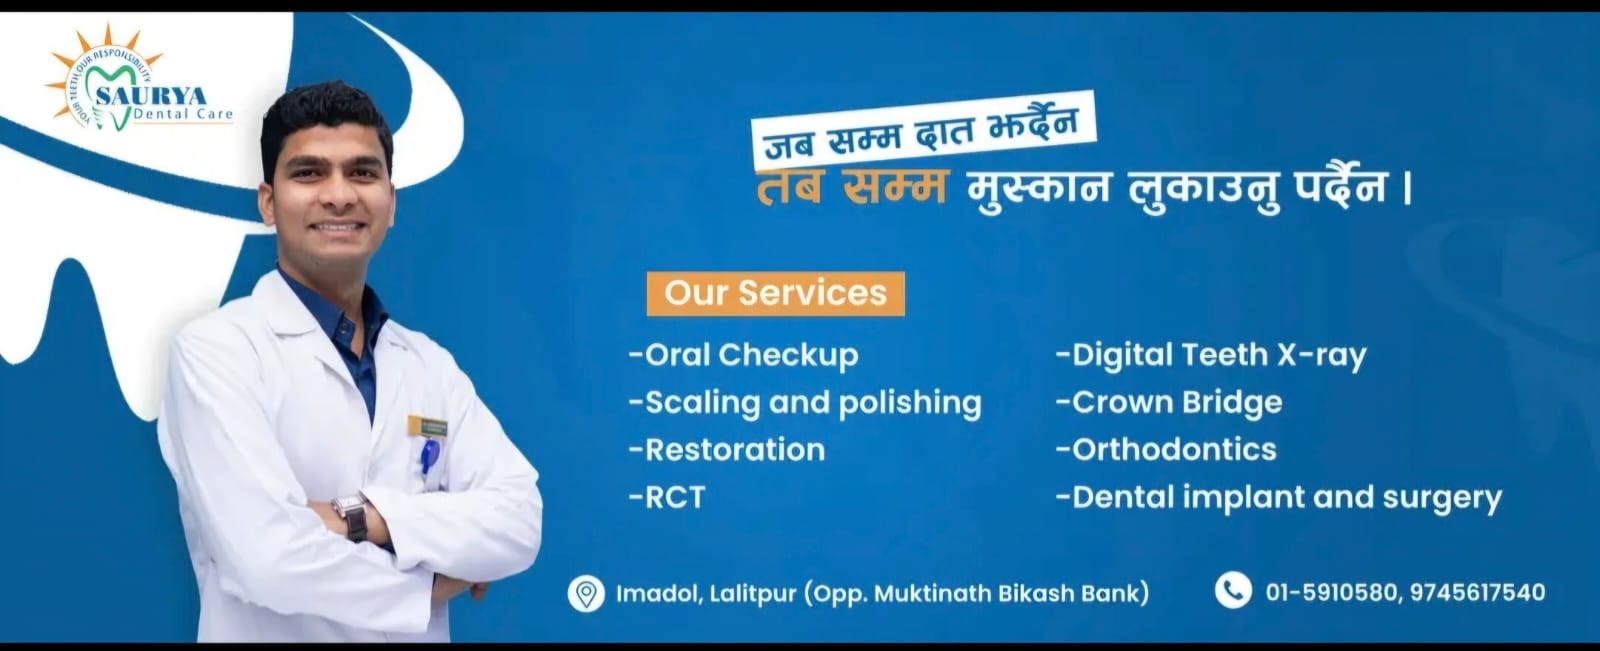 YOUR TEETH, OUR RESPONSIBILITY
SAURYA
Dental Care
जब सम्म दात झर्दैन
तब सम्म मुस्कान लुकाउनु पर्दैन।
Our Services
-Oral Checkup
-Scaling and polishing
-Restoration
-RCT
-Digital Teeth X-ray
-Crown Bridge
-Orthodontics
-Dental implant and surgery
Imadol, Lalitpur (Opp. Muktinath Bikash Bank)
01-5910580, 9745617540